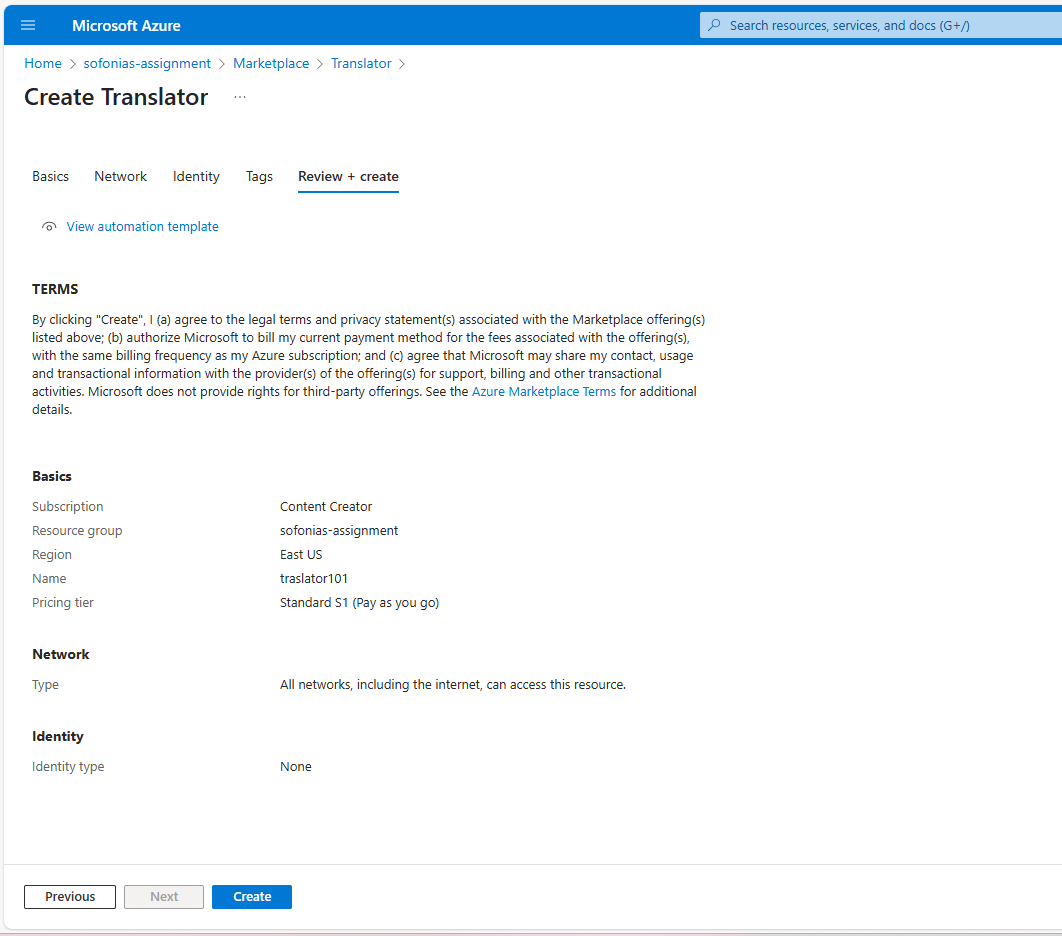 Microsoft Azure
Search resources, services, and docs (G+/)
Home > sofonias-assignment > Marketplace > Translator >
Create Translator ...
Basics Network Identity Tags Review + create
View automation template
TERMS
By clicking "Create", I (a) agree to the legal terms and privacy statement(s) associated with the Marketplace offering(s)
listed above; (b) authorize Microsoft to bill my current payment method for the fees associated with the offering(s),
with the same billing frequency as my Azure subscription; and (c) agree that Microsoft may share my contact, usage
and transactional information with the provider(s) of the offering(s) for support, billing and other transactional
activities. Microsoft does not provide rights for third-party offerings. See the Azure Marketplace Terms for additional
details.
Basics
Subscription Content Creator
Resource group sofonias-assignment
Region East US
Name traslator101
Pricing tier Standard S1 (Pay as you go)
Network
Type All networks, including the internet, can access this resource.
Identity
Identity type None
Previous Next Create